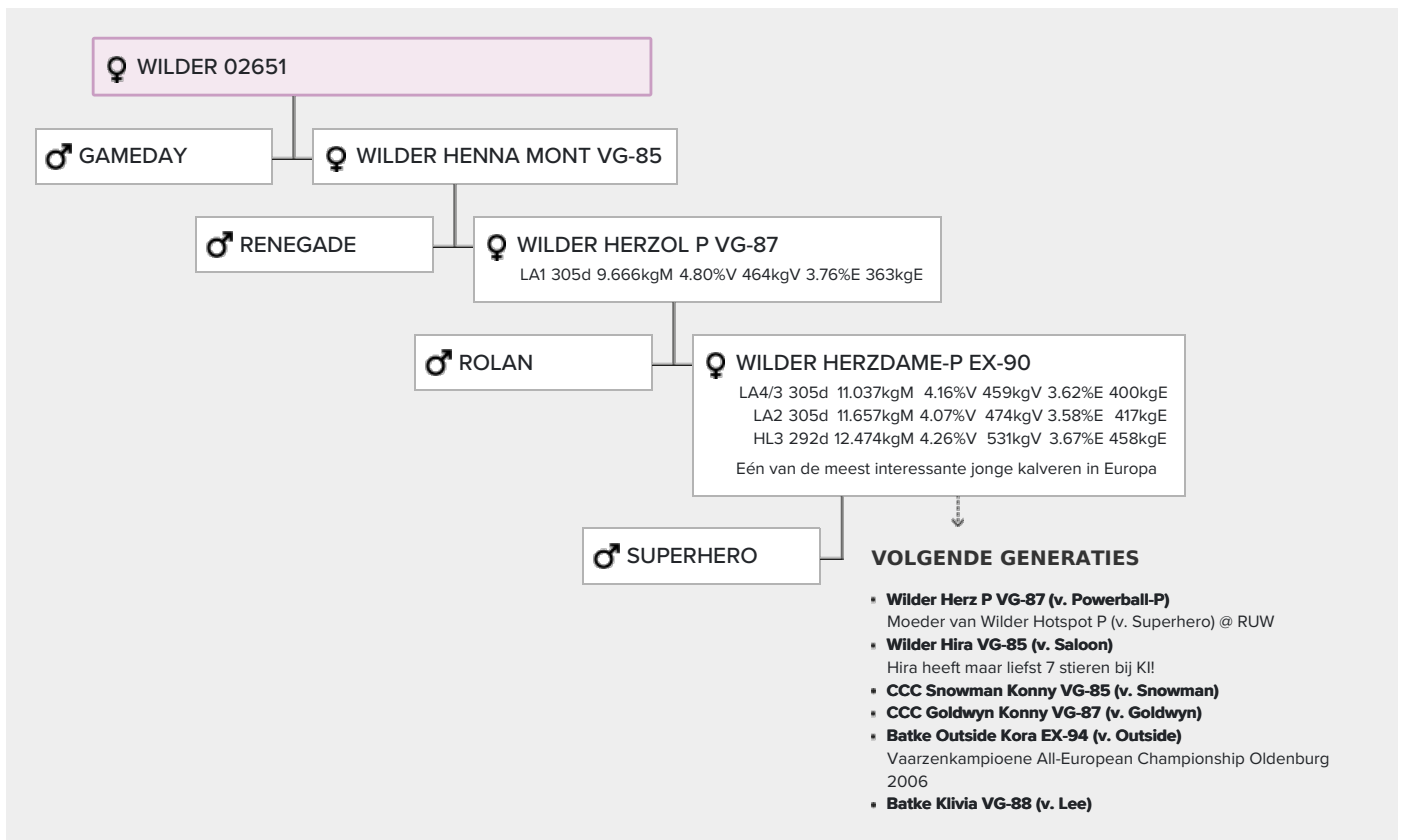 WILDER 02651
GAMEDAY
WILDER HENNA MONT VG-85
RENEGADE
WILDER HERZOL P VG-87
LA1 305d 9.666kgM 4.80%V 464kgV 3.76%E 363kgE
ROLAN
WILDER HERZDAME-P EX-90
LA4/3 305d 11.037kgM 4.16%V 459kgV 3.62%E 400kgE
LA2 305d 11.657kgM 4.07%V 474kgV 3.58%E 417kgE
HL3 292d 12.474kgM 4.26%V 531kgV 3.67%E 458kgE
Eén van de meest interessante jonge kalveren in Europa
SUPERHERO
VOLGENDE GENERATIES
Wilder Herz P VG-87 (v. Powerball-P)
Moeder van Wilder Hotspot P (v. Superhero) @ RUW
Wilder Hira VG-85 (v. Saloon)
Hira heeft maar liefst 7 stieren bij KI!
CCC Snowman Konny VG-85 (v. Snowman)
CCC Goldwyn Konny VG-87 (v. Goldwyn)
Batke Outside Kora EX-94 (v. Outside)
Vaarzenkampioene All-European Championship Oldenburg
2006
Batke Klivia VG-88 (v. Lee)